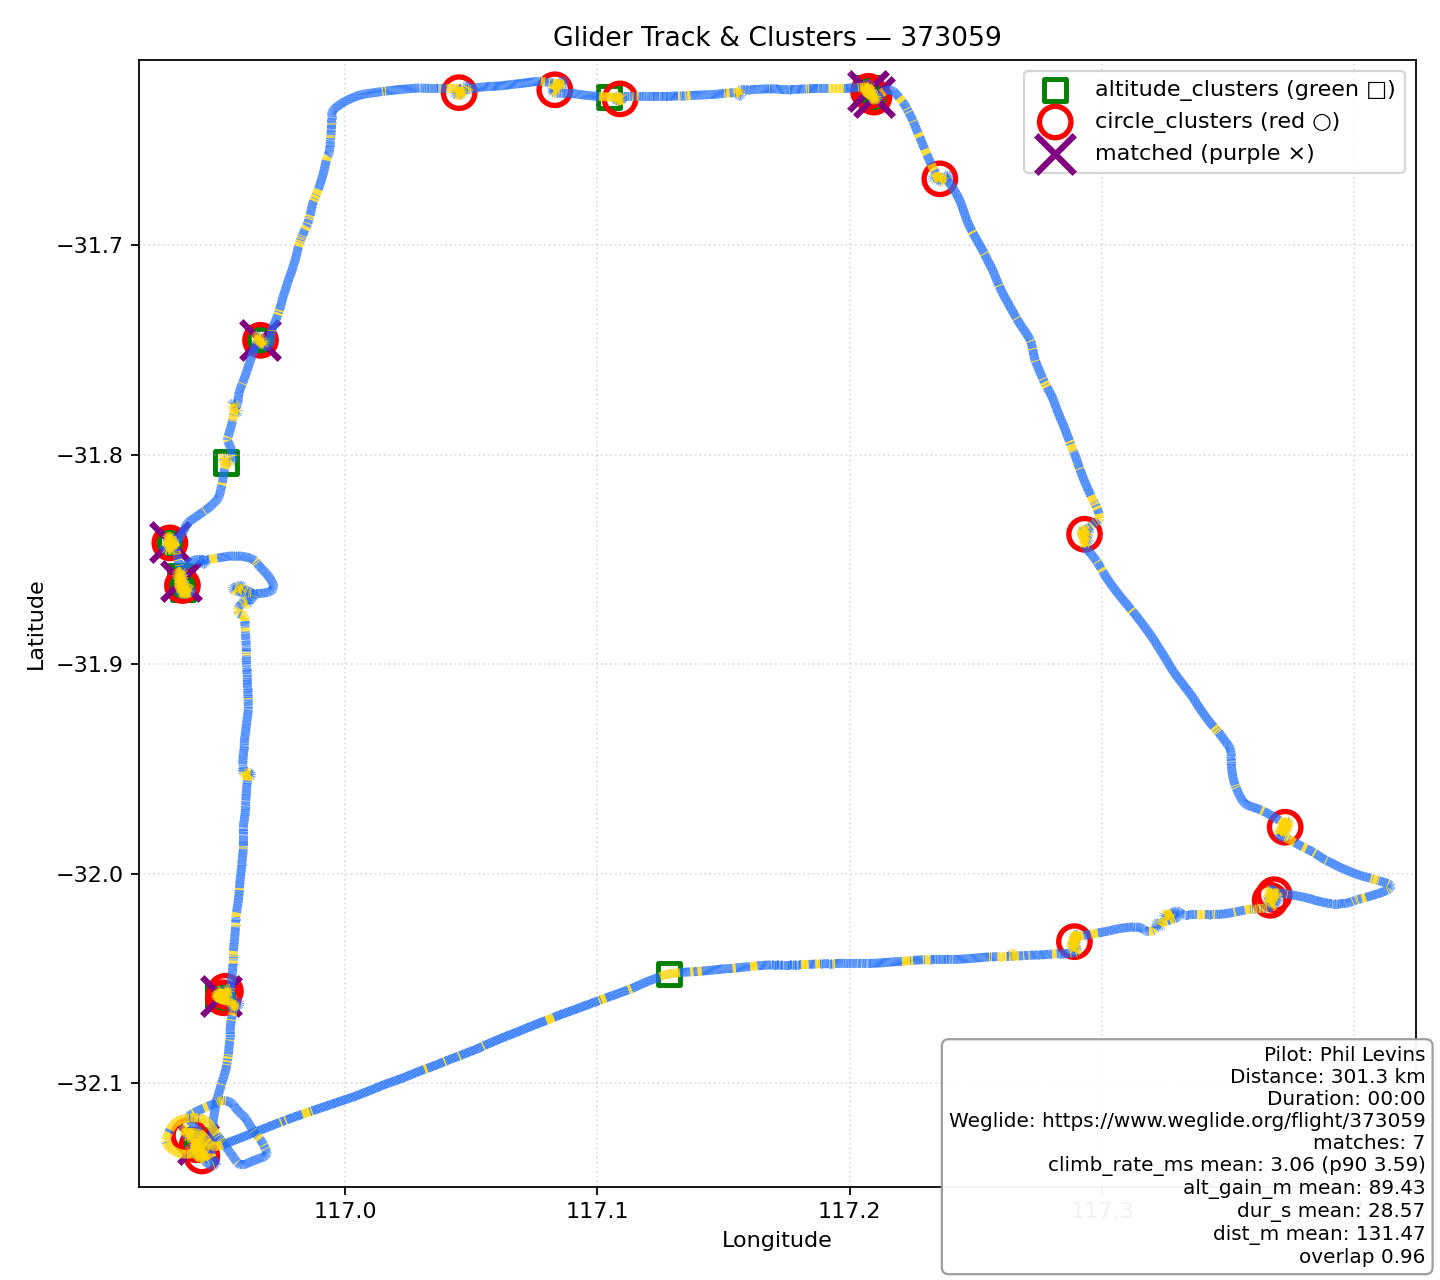 Glider Track & Clusters — 373059
altitude_clusters (green □)
circle_clusters (red ○)
matched (purple ×)
−31.7
−31.8
−31.9
−32.0
−32.1
Latitude
117.0
117.1
117.2
117.3
Longitude
Pilot: Phil Levins
Distance: 301.3 km
Duration: 00:00
Weglide: https://www.weglide.org/flight/373059
matches: 7
climb_rate_ms mean: 3.06 (p90 3.59)
alt_gain_m mean: 89.43
dur_s mean: 28.57
dist_m mean: 131.47
overlap 0.96